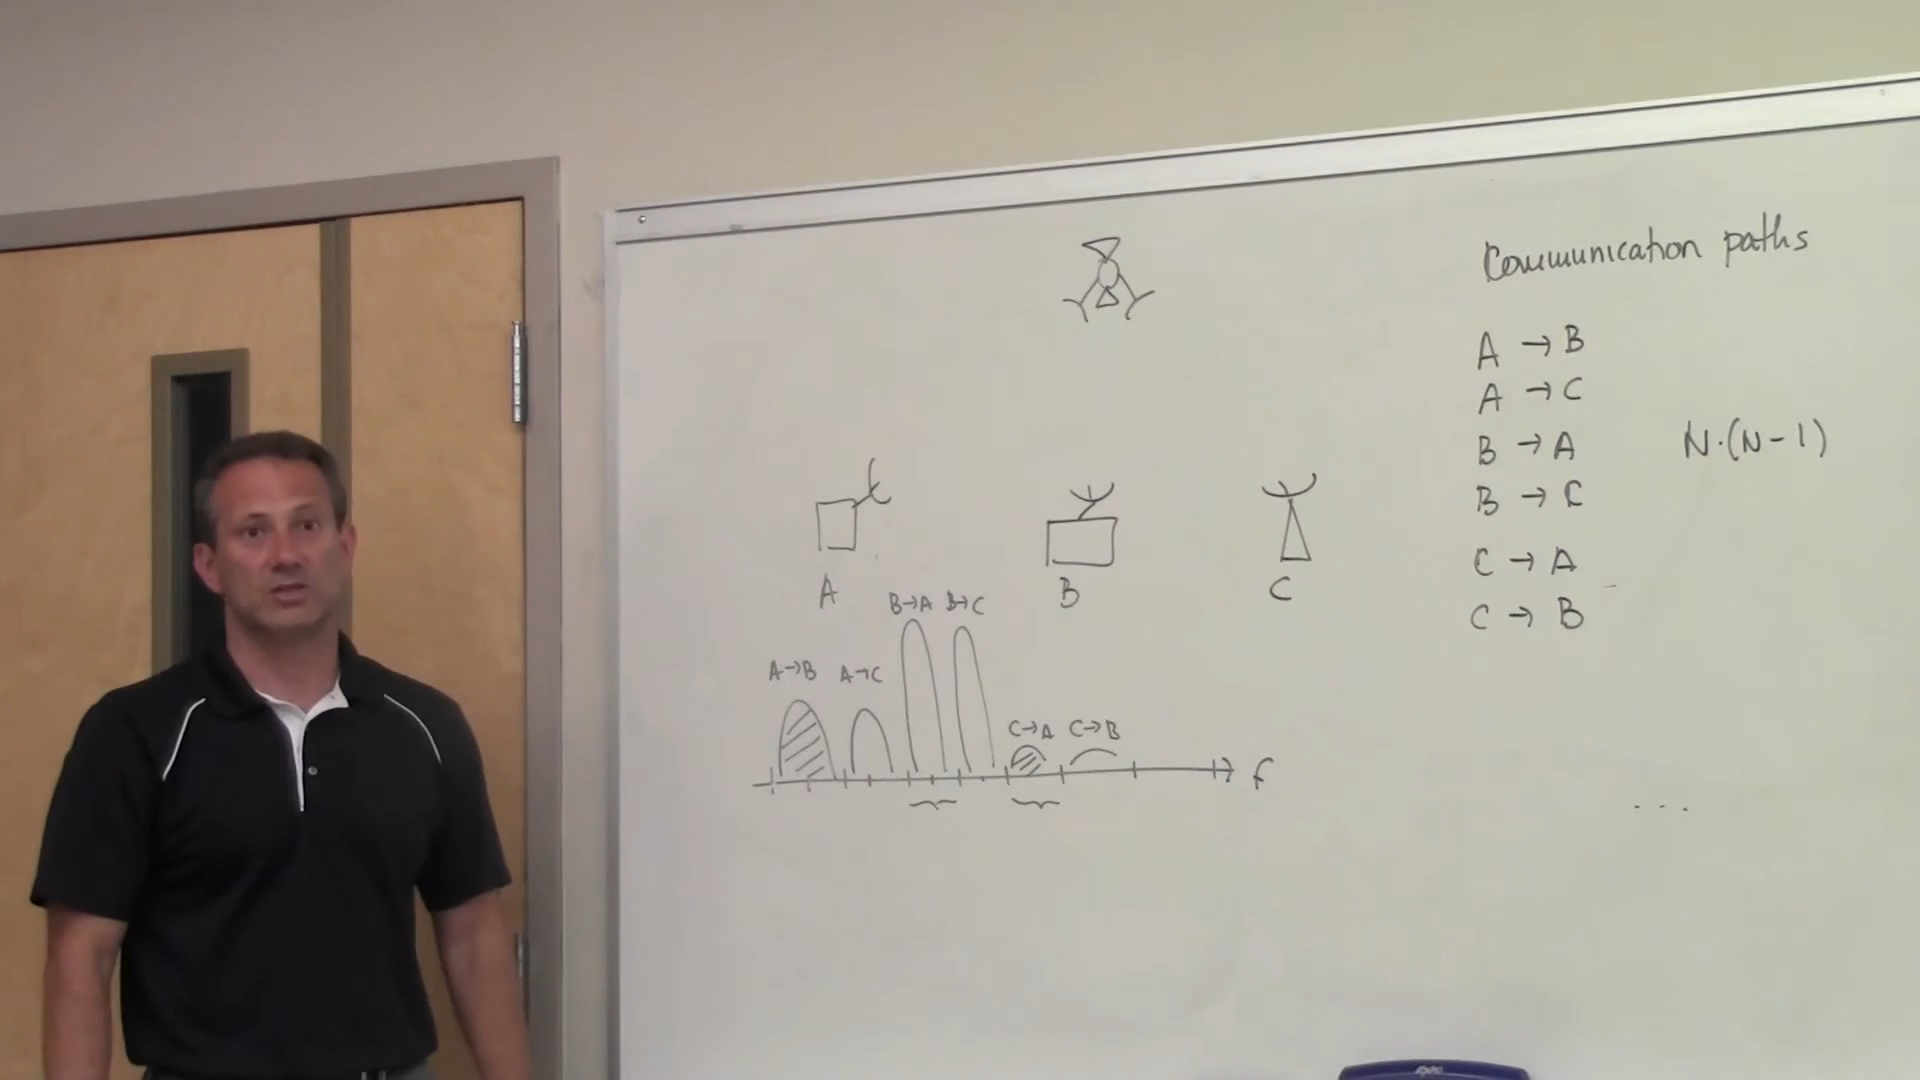 Communication paths
A → B
A → C
B → A
N·(N-1)
B → C
C → A
C → B
A
B
C
B→A B→C
A→B A→C
C→A C→B
f
...